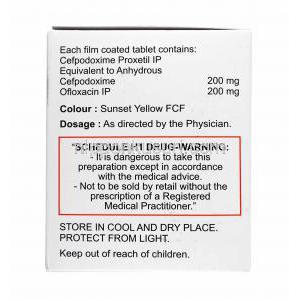 Each film coated tablet contains:
Cefpodoxime Proxetil IP
Equivalent to Anhydrous
Cefpodoxime 200 mg
Ofloxacin IP 200 mg
Colour : Sunset Yellow FCF
Dosage : As directed by the Physician.
"SCHEDULE H1 DRUG-WARNING:
- It is dangerous to take this
preparation except in accordance
with the medical advice.
- Not to be sold by retail without the
prescription of a Registered
Medical Practitioner."
STORE IN COOL AND DRY PLACE.
PROTECT FROM LIGHT.
Keep out of reach of children.